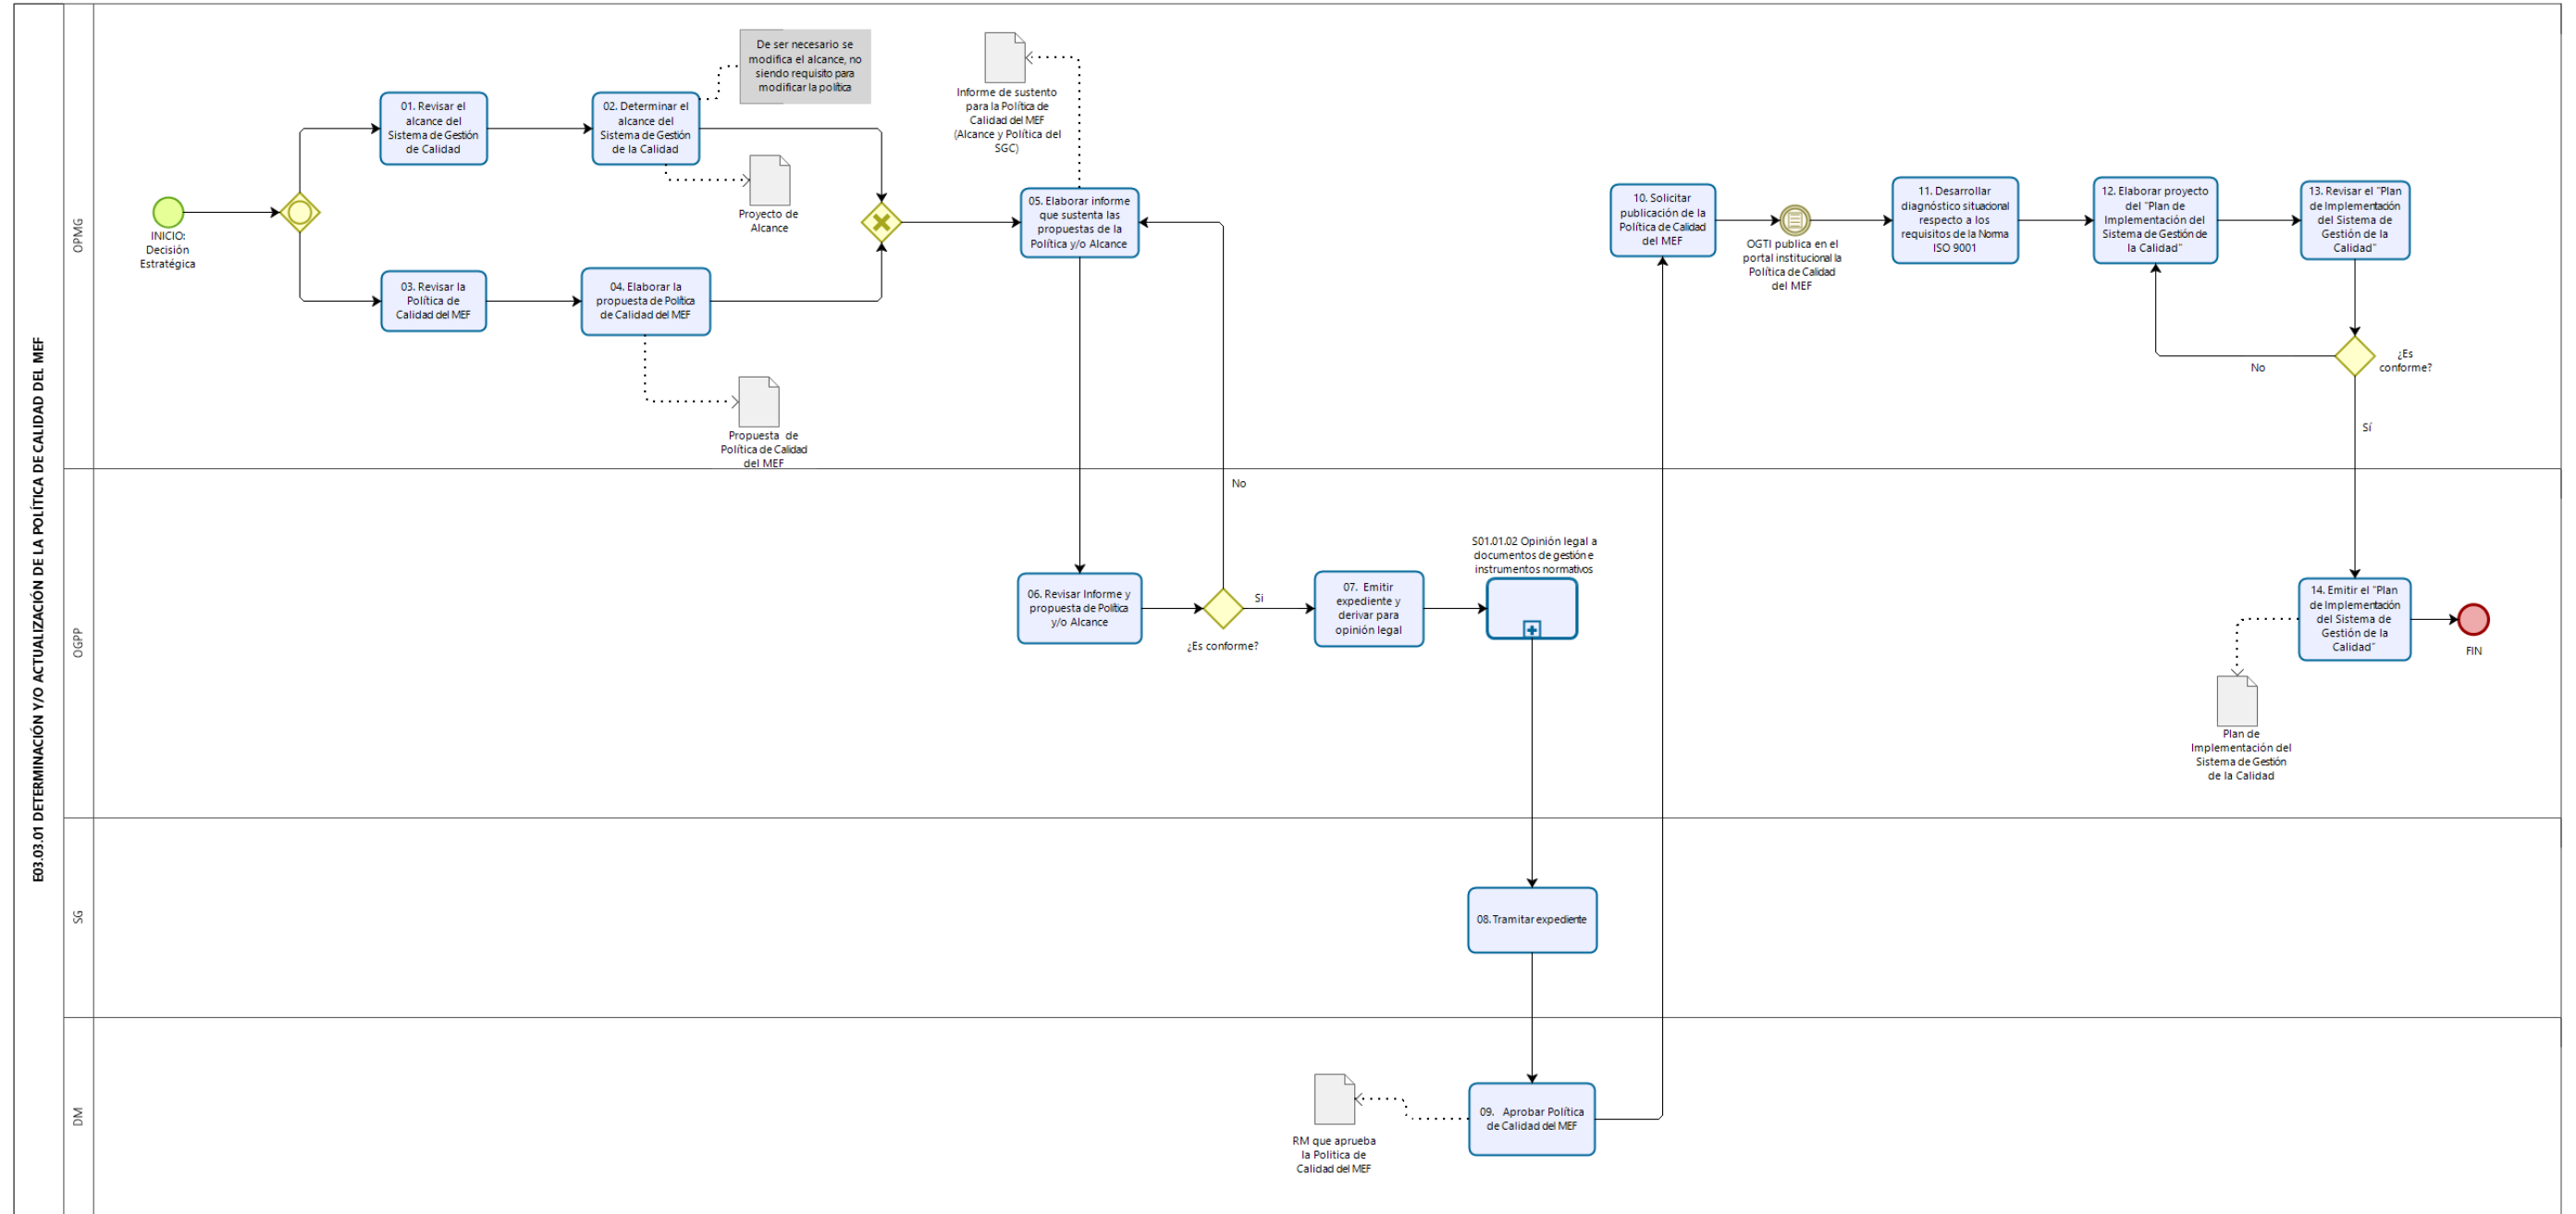 E03.03.01 DETERMINACIÓN Y/O ACTUALIZACIÓN DE LA POLÍTICA DE CALIDAD DEL MEF
OPMG
INICIO:
Decisión
Estratégica
01. Revisar el
alcance del
Sistema de Gestión
de Calidad
02. Determinar el
alcance del
Sistema de Gestión
de la Calidad
De ser necesario se
modifica el alcance, no
siendo requisito para
modificar la política
Proyecto de
Alcance
03. Revisar la
Política de
Calidad del MEF
04. Elaborar la
propuesta de Política
de Calidad del MEF
Propuesta de
Política de Calidad
del MEF
Informe de sustento
para la Política de
Calidad del MEF
(Alcance y Política del
SGC)
05. Elaborar informe
que sustenta las
propuestas de la
Política y/o Alcance
10. Solicitar
publicación de la
Política de Calidad
del MEF
OGTI publica en el
portal institucional la
Política de Calidad
del MEF
11. Desarrollar
diagnóstico situacional
respecto a los
requisitos de la Norma
ISO 9001
12. Elaborar proyecto
del "Plan de
Implementación del
Sistema de Gestión de
la Calidad"
13. Revisar el "Plan
de Implementación
del Sistema de
Gestión de la
Calidad"
¿Es
conforme?
No
Sí
OGPP
No
06. Revisar Informe y
propuesta de Política
y/o Alcance
¿Es conforme?
Si
07. Emitir
expediente y
derivar para
opinión legal
S01.01.02 Opinión legal a
documentos de gestión e
instrumentos normativos
14. Emitir el "Plan
de Implementación
del Sistema de
Gestión de la
Calidad"
FIN
Plan de
Implementación del
Sistema de Gestión
de la Calidad
SG
08. Tramitar expediente
DM
09. Aprobar Política
de Calidad del MEF
RM que aprueba
la Politica de
Calidad del MEF